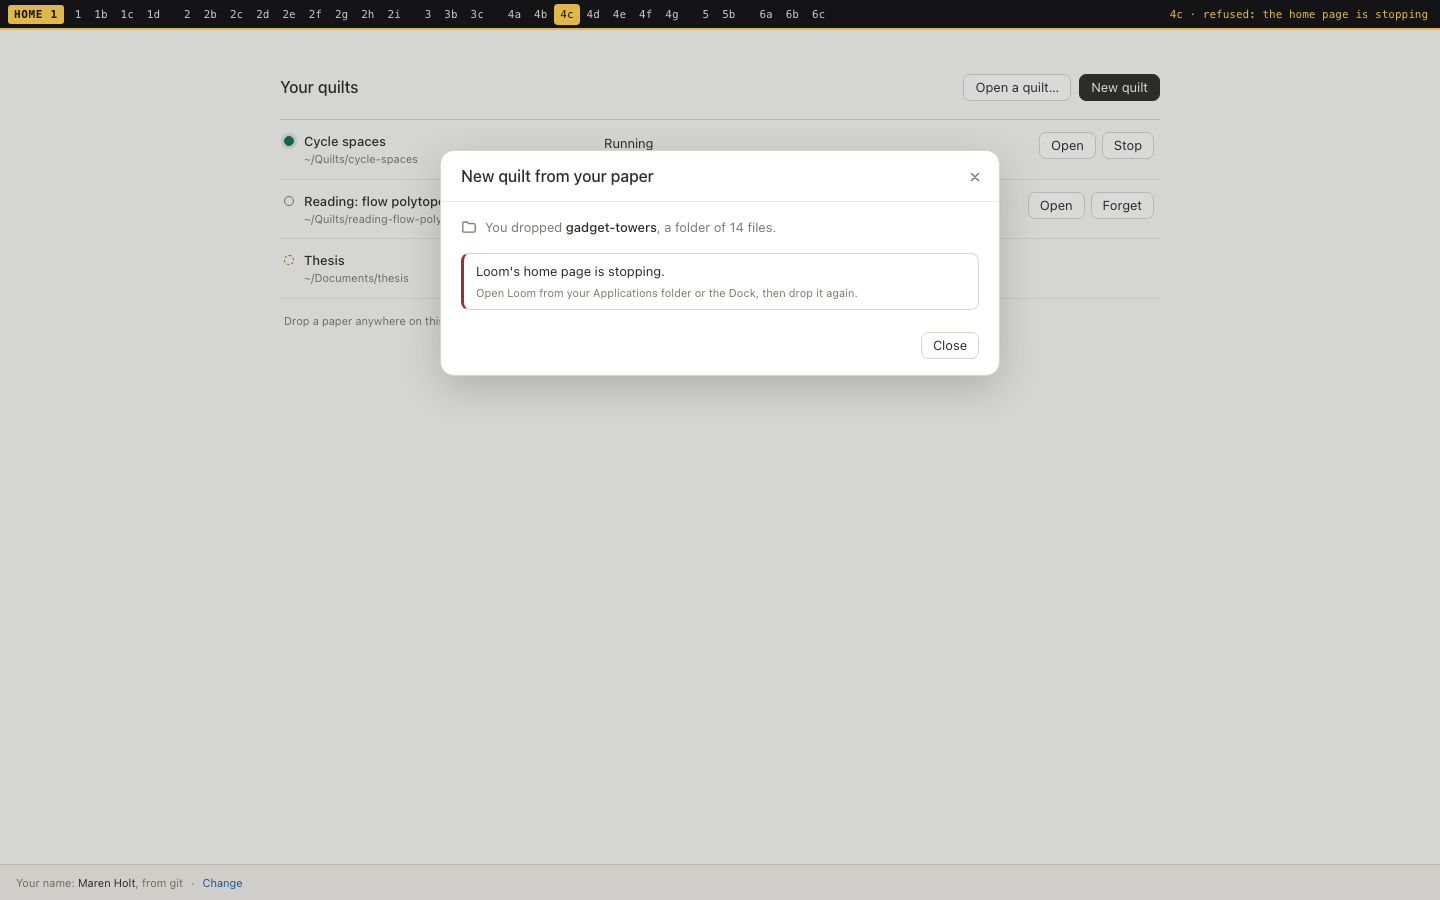 HOME 1 1 1b 1c 1d 2 2b 2c 2d 2e 2f 2g 2h 2i 3 3b 3c 4a 4b 4c 4d 4e 4f 4g 5 5b 6a 6b 6c 4c · refused: the home page is stopping
Your quilts Open a quilt... New quilt
Cycle spaces Running Open Stop
~/Quilts/cycle-spaces
New quilt from your paper
Reading: flow polytop Open Forget
~/Quilts/reading-flow-poly
You dropped gadget-towers, a folder of 14 files.
Thesis
~/Documents/thesis
Loom's home page is stopping.
Open Loom from your Applications folder or the Dock, then drop it again.
Drop a paper anywhere on this
Close
Your name: Maren Holt, from git · Change